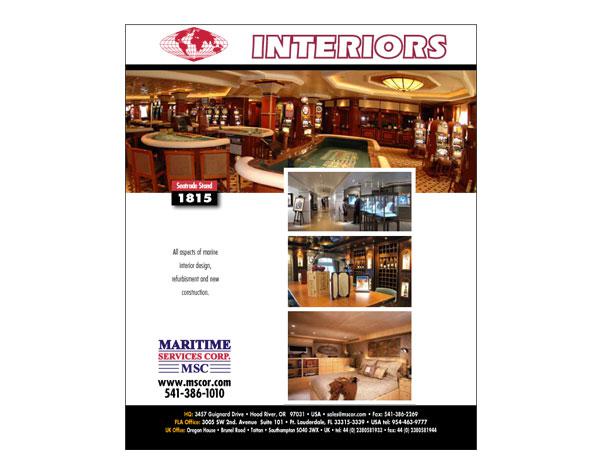 INTERIORS
Seatrade Stand
1815
All aspects of marine
interior design,
refurbisment and new
construction.
MARITIME
SERVICES CORP.
MSC
www.mscor.com
541-386-1010
HQ: 3457 Guignard Drive • Hood River, OR 97031 • USA • sales@mscor.com • Fax: 541-386-2269
FLA Office: 3005 SW 2nd. Avenue Suite 101 • Ft. Lauderdale, FL 33315-3339 • USA • tel: 954-463-9777
UK Office: Oregon House • Brunel Road • Totton • Southampton SO40 3WX • UK • tel: 44 (0) 2380581933 • fax: 44 (0) 2380581944